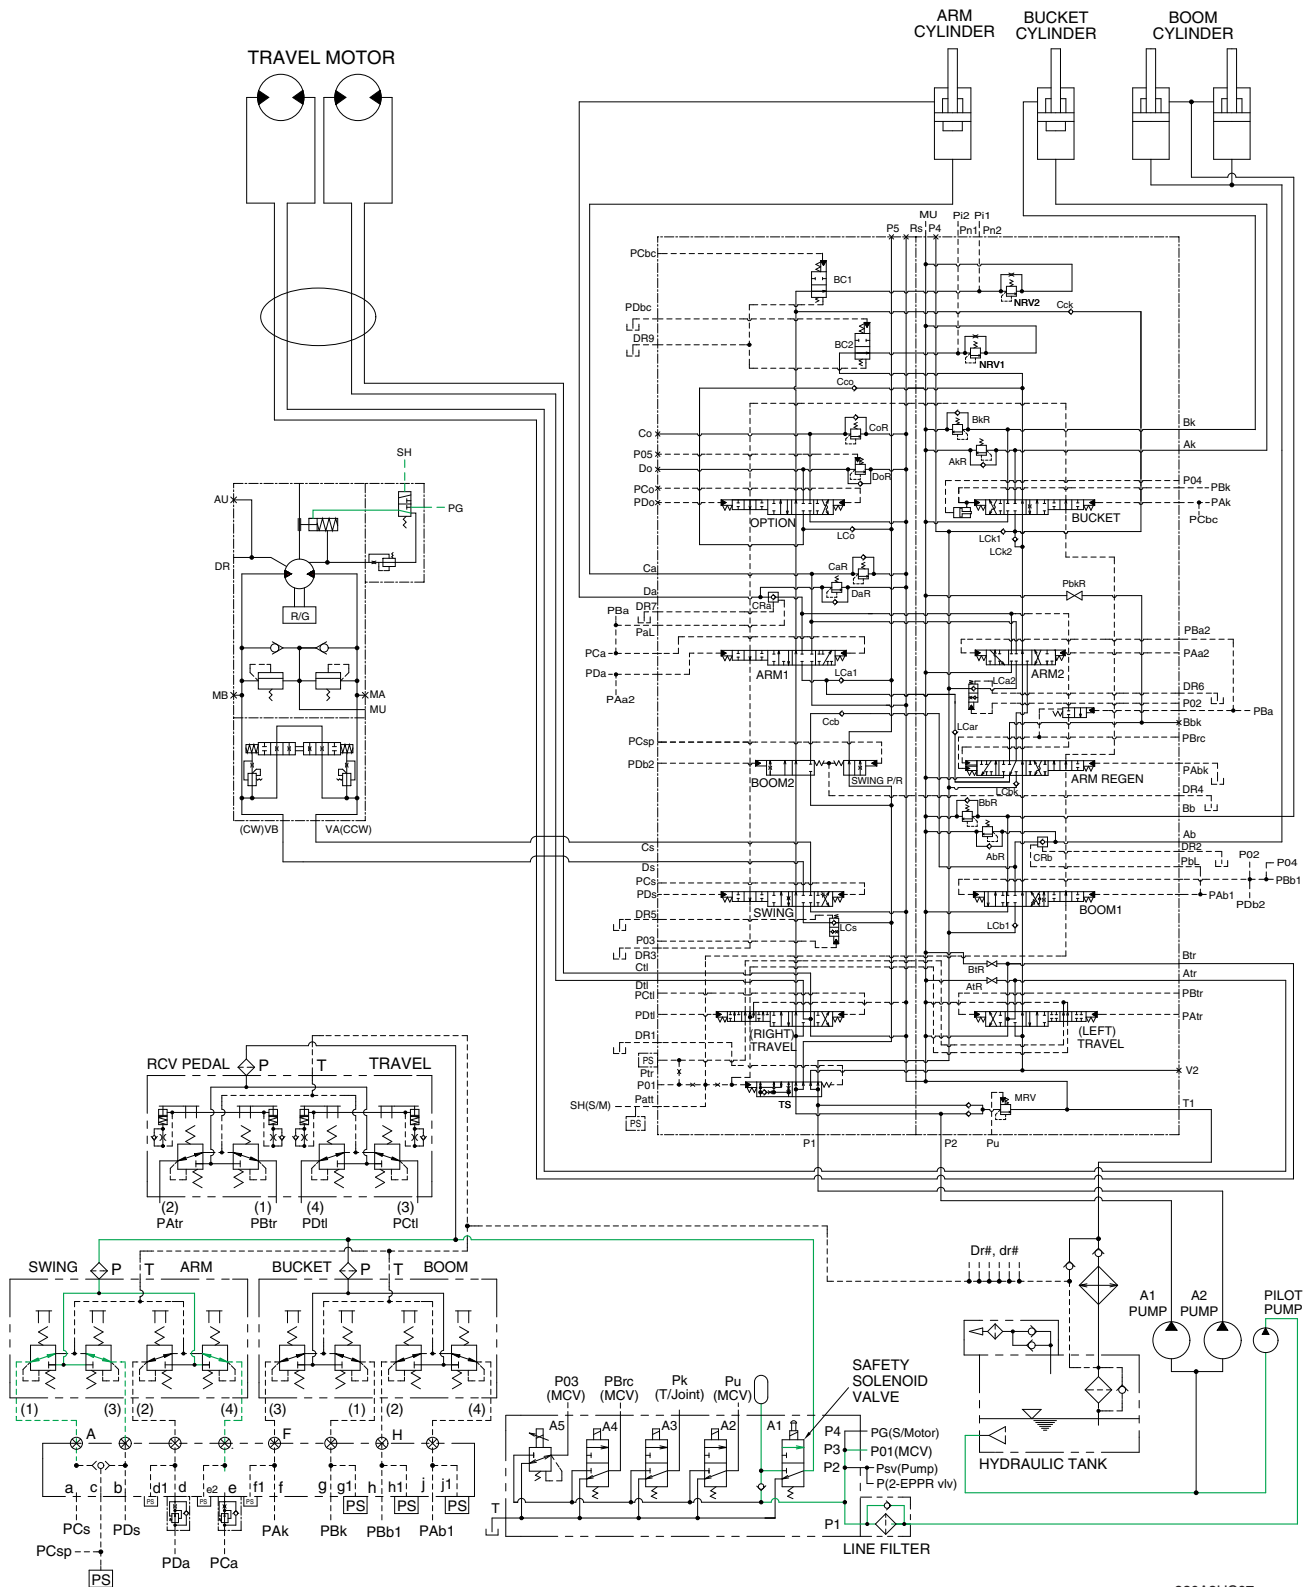 ARM
CYLINDER
BUCKET
CYLINDER
BOOM
CYLINDER
TRAVEL MOTOR
MU
Pi2
Pi1
P5
Rs
P4
Pn1
Pn2
PCbc
BC1
NRV2
Cck
PDbc
DR9
BC2
NRV1
Cco
Co
CoR
BkR
Bk
P05
Do
DoR
AkR
Ak
PCo
PDo
OPTION
P04
PBk
PAk
PCbc
BUCKET
LCo
LCk1
LCk2
SH
AU
PG
DR
R/G
MB
MA
MU
(CW)VB
VA(CCW)
Ca
CaR
Da
CRa
DaR
PbkR
PBa
DR7
PaL
PCa
PDa
PAa2
ARM1
LCa1
ARM2
LCa2
PBa2
PAa2
DR6
P02
PBa
Bbk
LCar
Ccb
PCsp
PDb2
BOOM2
SWING P/R
ARM REGEN
PBrc
PAbk
LCbk
DR4
Bb
BbR
AbR
CRb
Ab
DR2
PbL
P02
P04
PBb1
PAb1
PDb2
Cs
Ds
PCs
PDs
SWING
BOOM1
DR5
LCs
LCb1
P03
DR3
Ctl
BtR
Btr
Dtl
AtR
Atr
PCtl
PBtr
PDtl
PAtr
(RIGHT)
TRAVEL
(LEFT)
TRAVEL
DR1
PS
Ptr
P01
Patt
TS
V2
SH(S/M)
PS
MRV
T1
P1
P2
Pu
RCV PEDAL
P
T
TRAVEL
(2)
(1)
(4)
(3)
PAtr
PBtr
PDtl
PCtl
SWING
P
T
ARM
BUCKET
P
T
BOOM
(1)
(3)
(2)
(4)
(3)
(1)
(2)
(4)
A
F
H
a
c
b
d1
d
e2
e
f1
f
g
g1
h
h1
j
j1
PS
PS
PS
PS
PS
PS
PCs
PDs
PAk
PBk
PBb1
PAb1
PCsp
PDa
PCa
PS
Dr#, dr#
A1
PUMP
A2
PUMP
PILOT
PUMP
HYDRAULIC TANK
SAFETY
SOLENOID
VALVE
P03
(MCV)
PBrc
(MCV)
Pk
(T/Joint)
Pu
(MCV)
A5
A4
A3
A2
A1
P4
PG(S/Motor)
P3
P01(MCV)
P2
Psv(Pump)
P(2-EPPR vlv)
T
P1
LINE FILTER